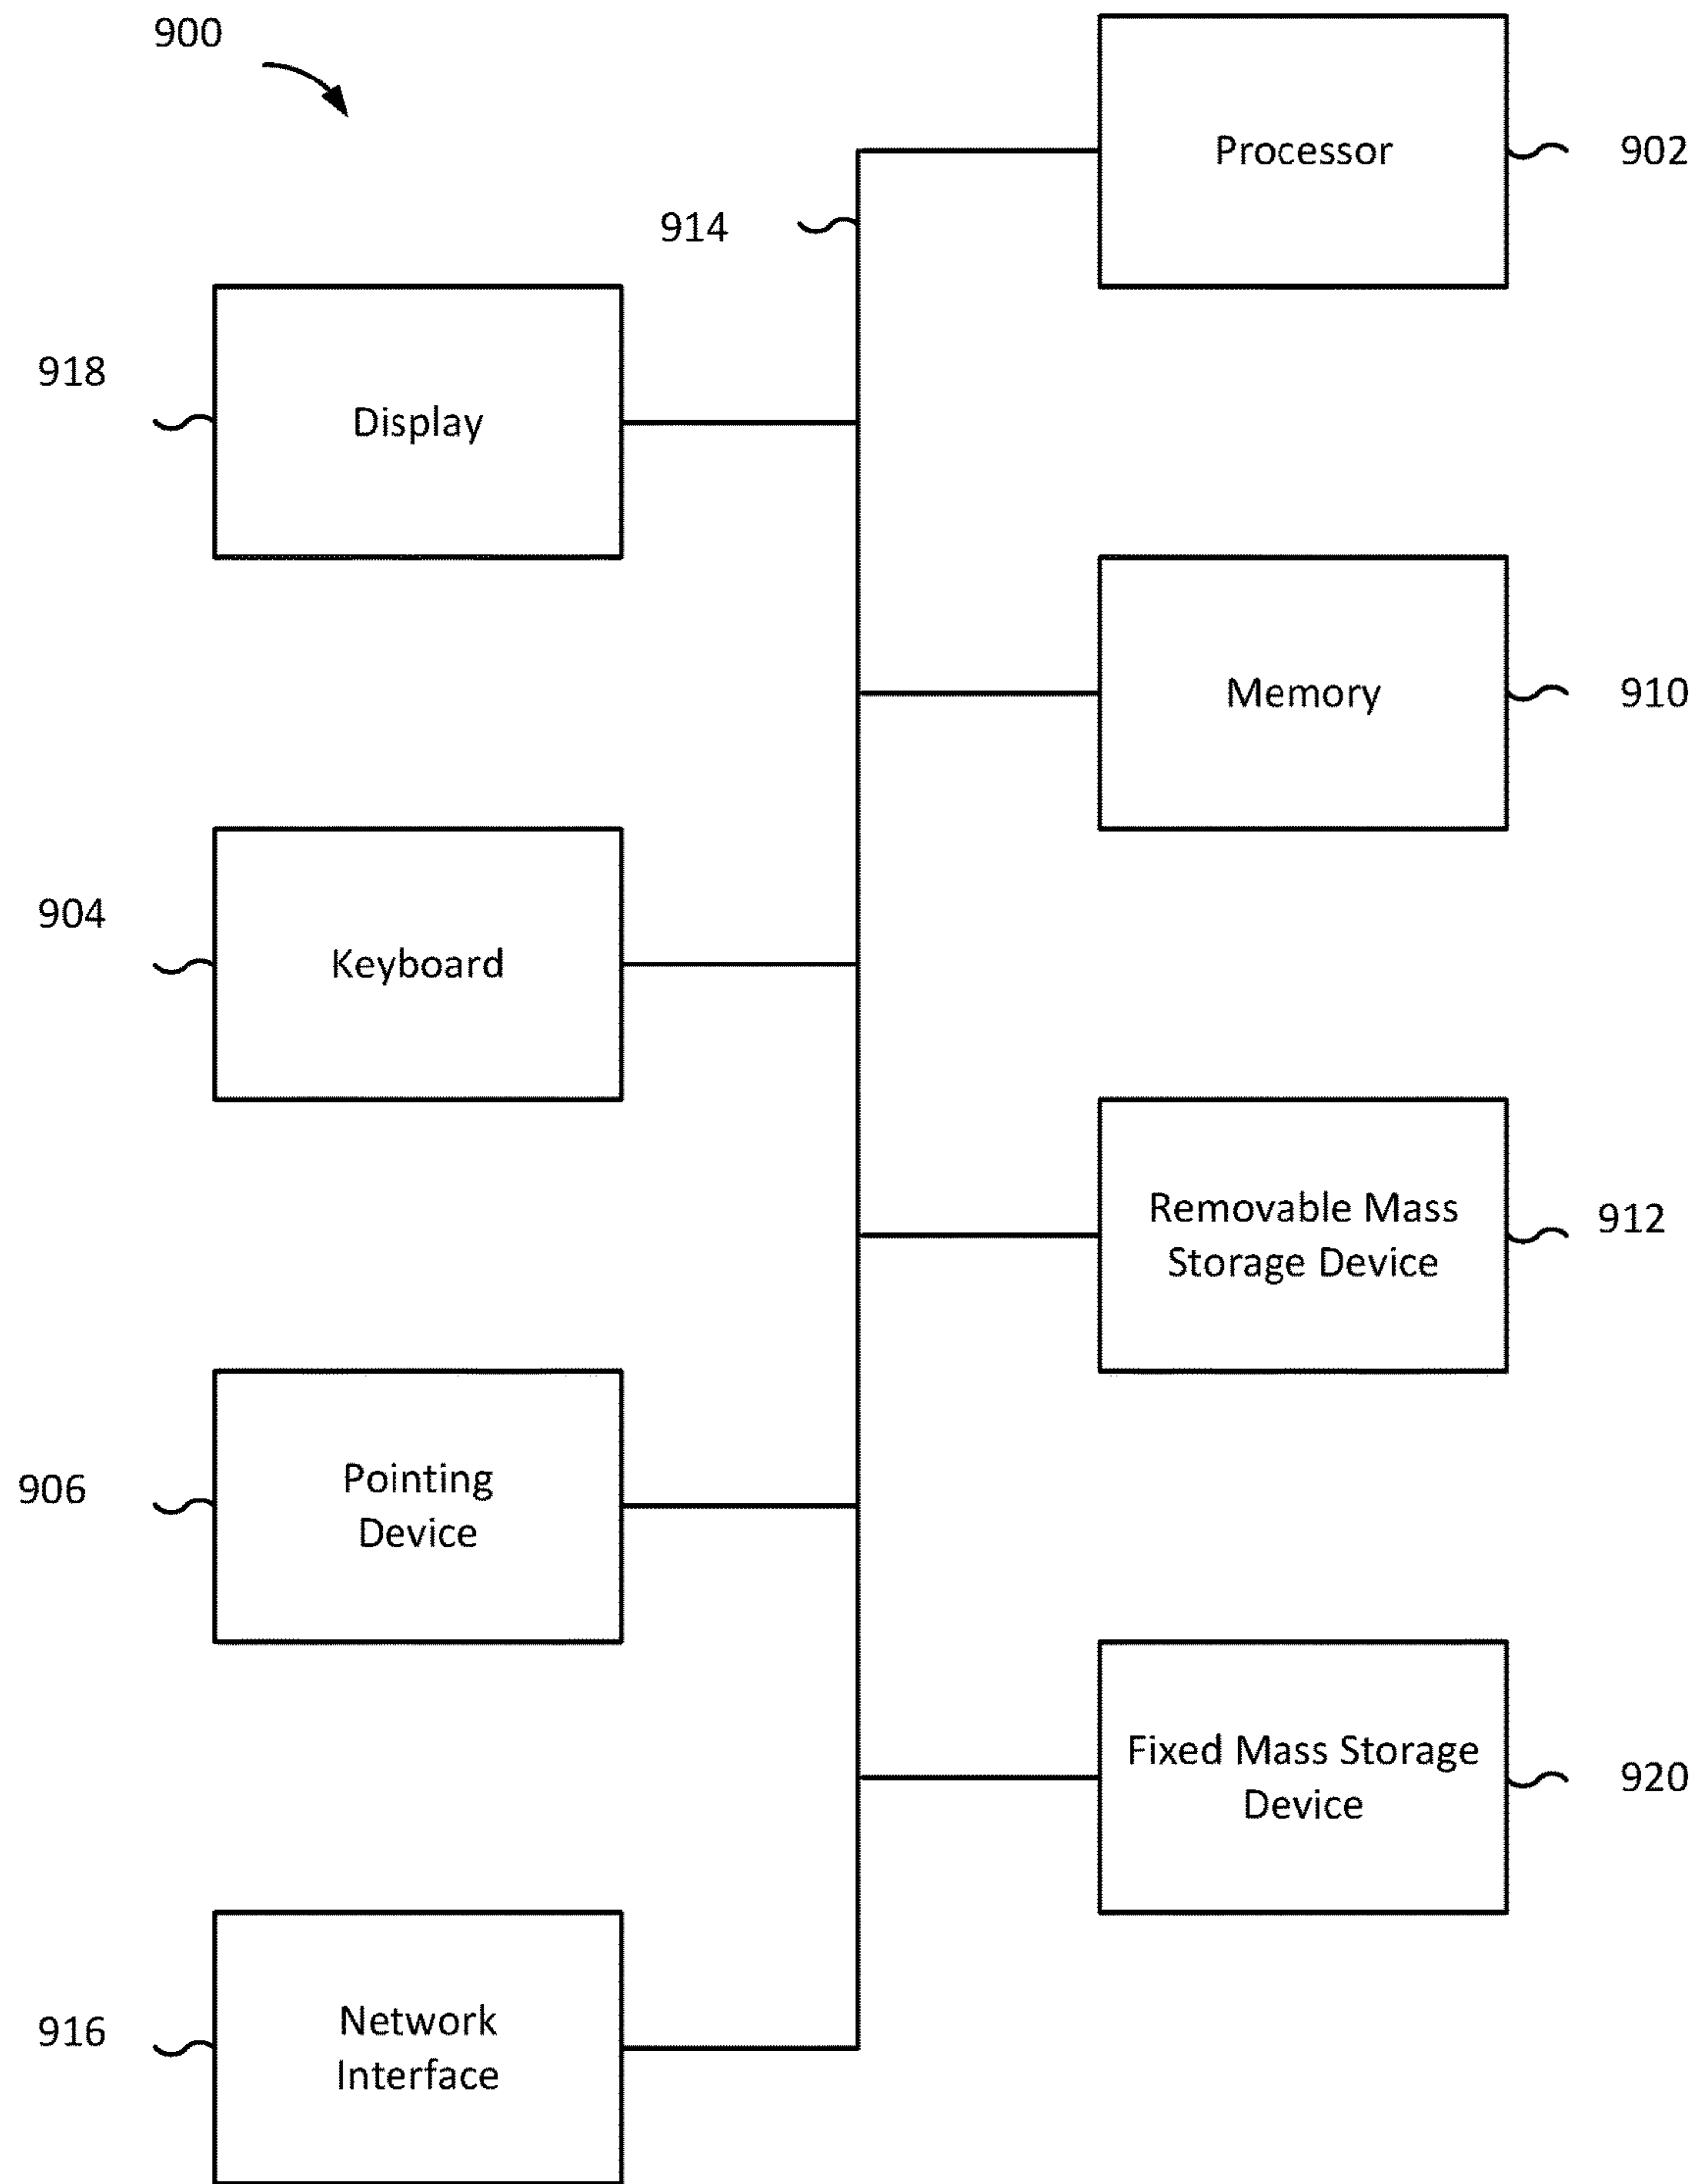 900
Processor
902
914
918
Display
Memory
910
904
Keyboard
Removable Mass
Storage Device
912
906
Pointing
Device
Fixed Mass Storage
Device
920
916
Network
Interface